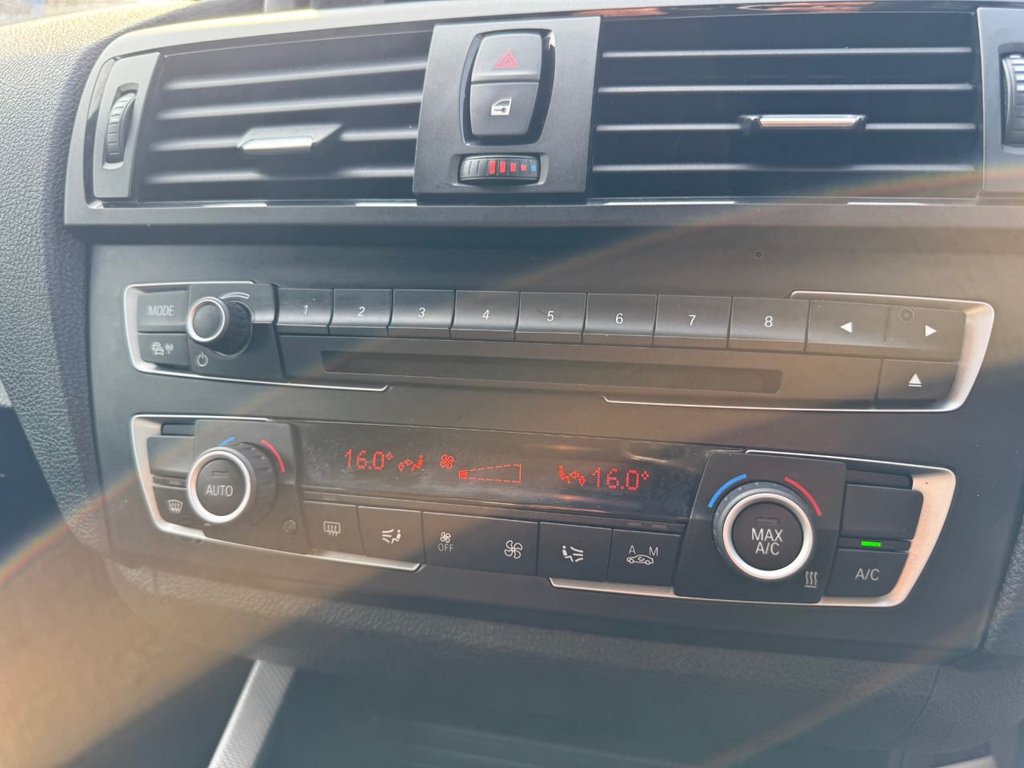 MODE
1 2 3 4 5 6 7 8
16.0° 16.0°
AUTO
OFF
A M
MAX
A/C
A/C